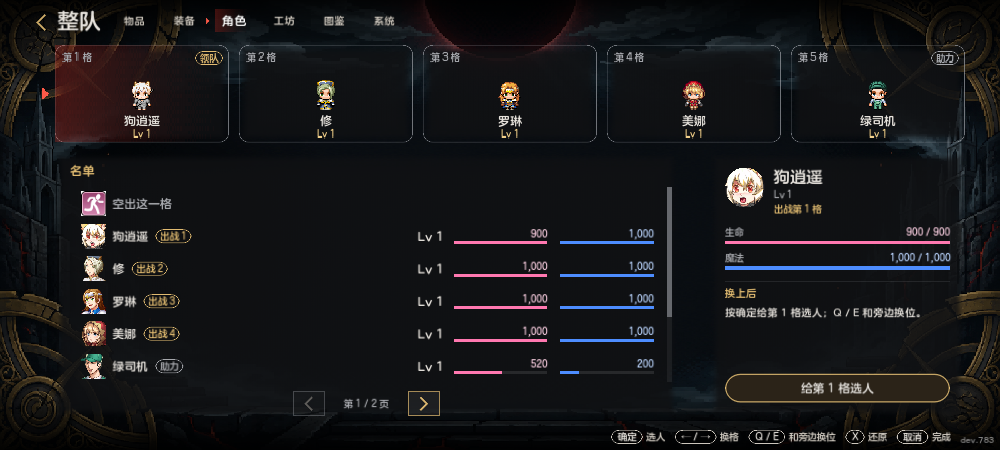 整队 物品 装备 角色 工坊 图鉴 系统
第1格 领队 第2格 第3格 第4格 第5格 助力
狗逍遥 修 罗琳 美娜 绿司机
Lv 1 Lv 1 Lv 1 Lv 1 Lv 1
名单
空出这一格
狗逍遥 出战1 Lv 1 900 1,000
修 出战2 Lv 1 1,000 1,000
罗琳 出战3 Lv 1 1,000 1,000
美娜 出战4 Lv 1 1,000 1,000
绿司机 助力 Lv 1 520 200
第1/2页
狗逍遥
Lv 1
出战第1格
生命 900 / 900
魔法 1,000 / 1,000
换上后
按确定给第1格选人；Q / E 和旁边换位。
给第1格选人
确定 选人 ←/→ 换格 Q / E 和旁边换位 X 还原 取消 完成 dev.783